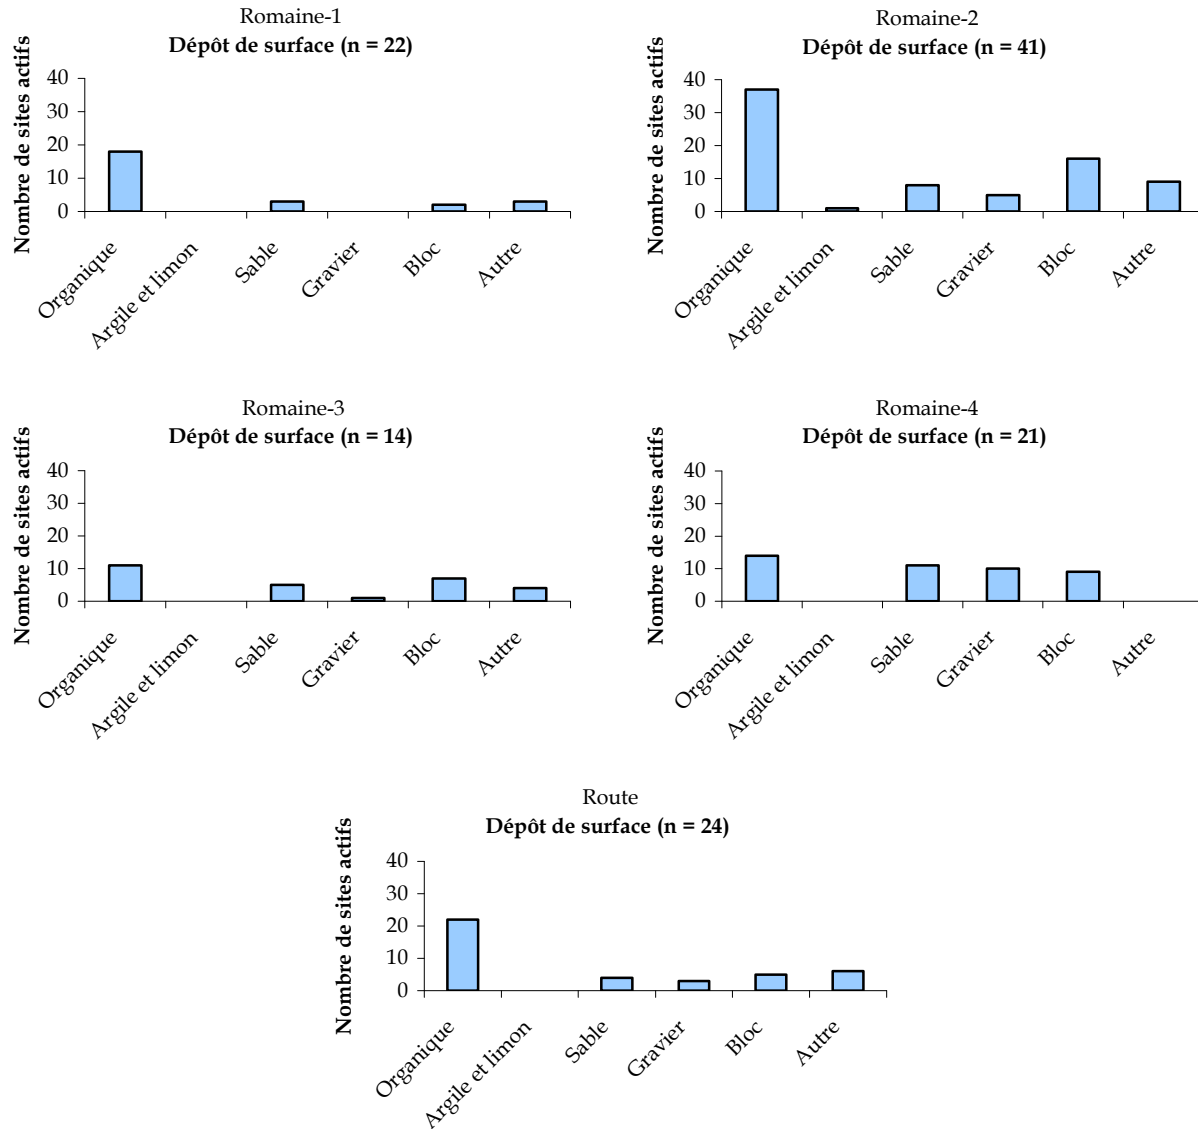 Romaine-1
Dépôt de surface (n = 22)
Nombre de sites actifs
40
30
20
10
0
Organique
Argile et limon
Sable
Gravier
Bloc
Autre
Romaine-2
Dépôt de surface (n = 41)
Nombre de sites actifs
40
30
20
10
0
Organique
Argile et limon
Sable
Gravier
Bloc
Autre
Romaine-3
Dépôt de surface (n = 14)
Nombre de sites actifs
40
30
20
10
0
Organique
Argile et limon
Sable
Gravier
Bloc
Autre
Romaine-4
Dépôt de surface (n = 21)
Nombre de sites actifs
40
30
20
10
0
Organique
Argile et limon
Sable
Gravier
Bloc
Autre
Route
Dépôt de surface (n = 24)
Nombre de sites actifs
40
30
20
10
0
Organique
Argile et limon
Sable
Gravier
Bloc
Autre